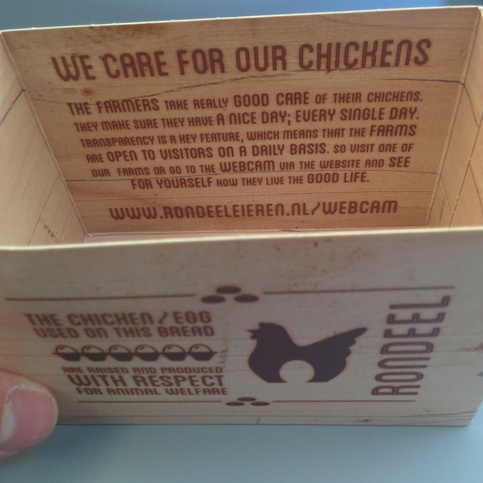 WE CARE FOR OUR CHICKENS
THE FARMERS TAKE REALLY GOOD CARE OF THEIR CHICKENS.
THEY MAKE SURE THEY HAVE A NICE DAY; EVERY SINGLE DAY.
TRANSPARENCY IS A KEY FEATURE, WHICH MEANS THAT THE FARMS
ARE OPEN TO VISITORS ON A DAILY BASIS. SO VISIT ONE OF
OUR FARMS OR GO TO THE WEBCAM VIA THE WEBSITE AND SEE
FOR YOURSELF HOW THEY LIVE THE GOOD LIFE.
WWW.RONDEELEIEREN.NL/WEBCAM
THE CHICKEN / EGG
USED ON THIS BREAD
ARE RAISED AND PRODUCED
WITH RESPECT
FOR ANIMAL WELFARE
RONDEEL